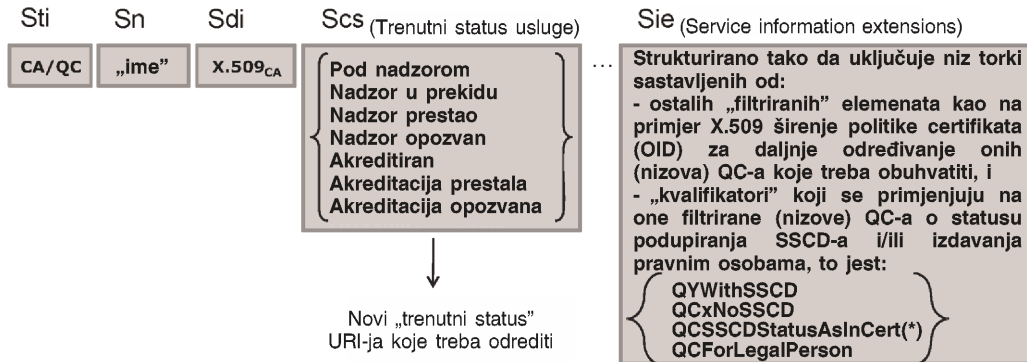 Sti
Sn
Sdi
Scs (Trenutni status usluge)
Sie (Service information extensions)
CA/QC
„ime”
X.509CA
Pod nadzorom
Nadzor u prekidu
Nadzor prestao
Nadzor opozvan
Akreditiran
Akreditacija prestala
Akreditacija opozvana
Novi „trenutni status”
URI-ja koje treba odrediti
...
Strukturirano tako da uključuje niz torki
sastavljenih od:
- ostalih „filtriranih” elemenata kao na
primjer X.509 širenje politike certifikata
(OID) za daljnje određivanje onih
(nizova) QC-a koje treba obuhvatiti, i
- „kvalifikatori” koji se primjenjuju na
one filtrirane (nizove) QC-a o statusu
podupiranja SSCD-a i/ili izdavanja
pravnim osobama, to jest:
QYWithSSCD
QCxNoSSCD
QCSSCDStatusAsInCert(*)
QCForLegalPerson